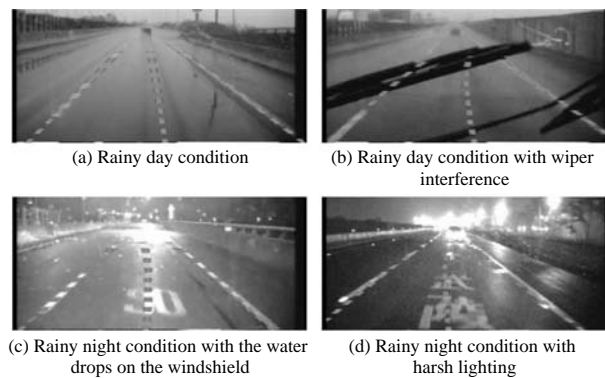 (a) Rainy day condition
(b) Rainy day condition with wiper
interference
(c) Rainy night condition with the water
drops on the windshield
(d) Rainy night condition with
harsh lighting